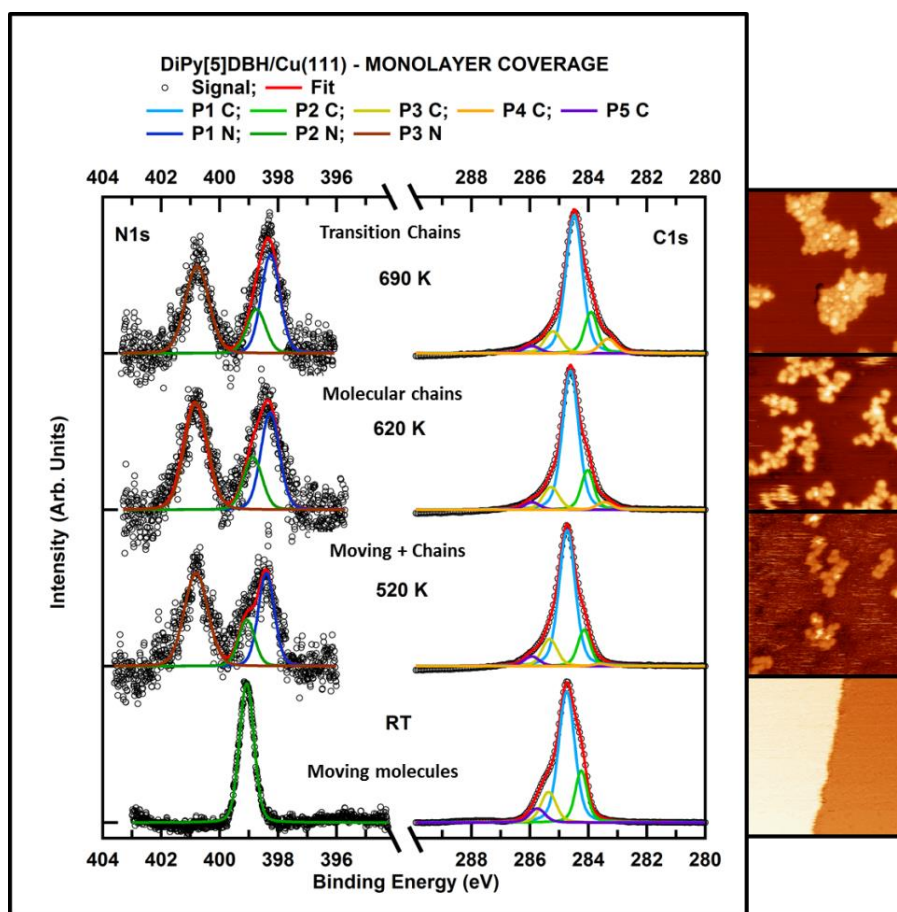 DiPy[5]DBH/Cu(111) - MONOLAYER COVERAGE
Signal; Fit
P1 C; P2 C; P3 C; P4 C; P5 C
P1 N; P2 N; P3 N
404 402 400 398 396 288 286 284 282 280
N1s Transition Chains C1s
690 K
Molecular chains
620 K
Moving + Chains
520 K
RT
Moving molecules
Intensity (Arb. Units)
404 402 400 398 396 288 286 284 282 280
Binding Energy (eV)